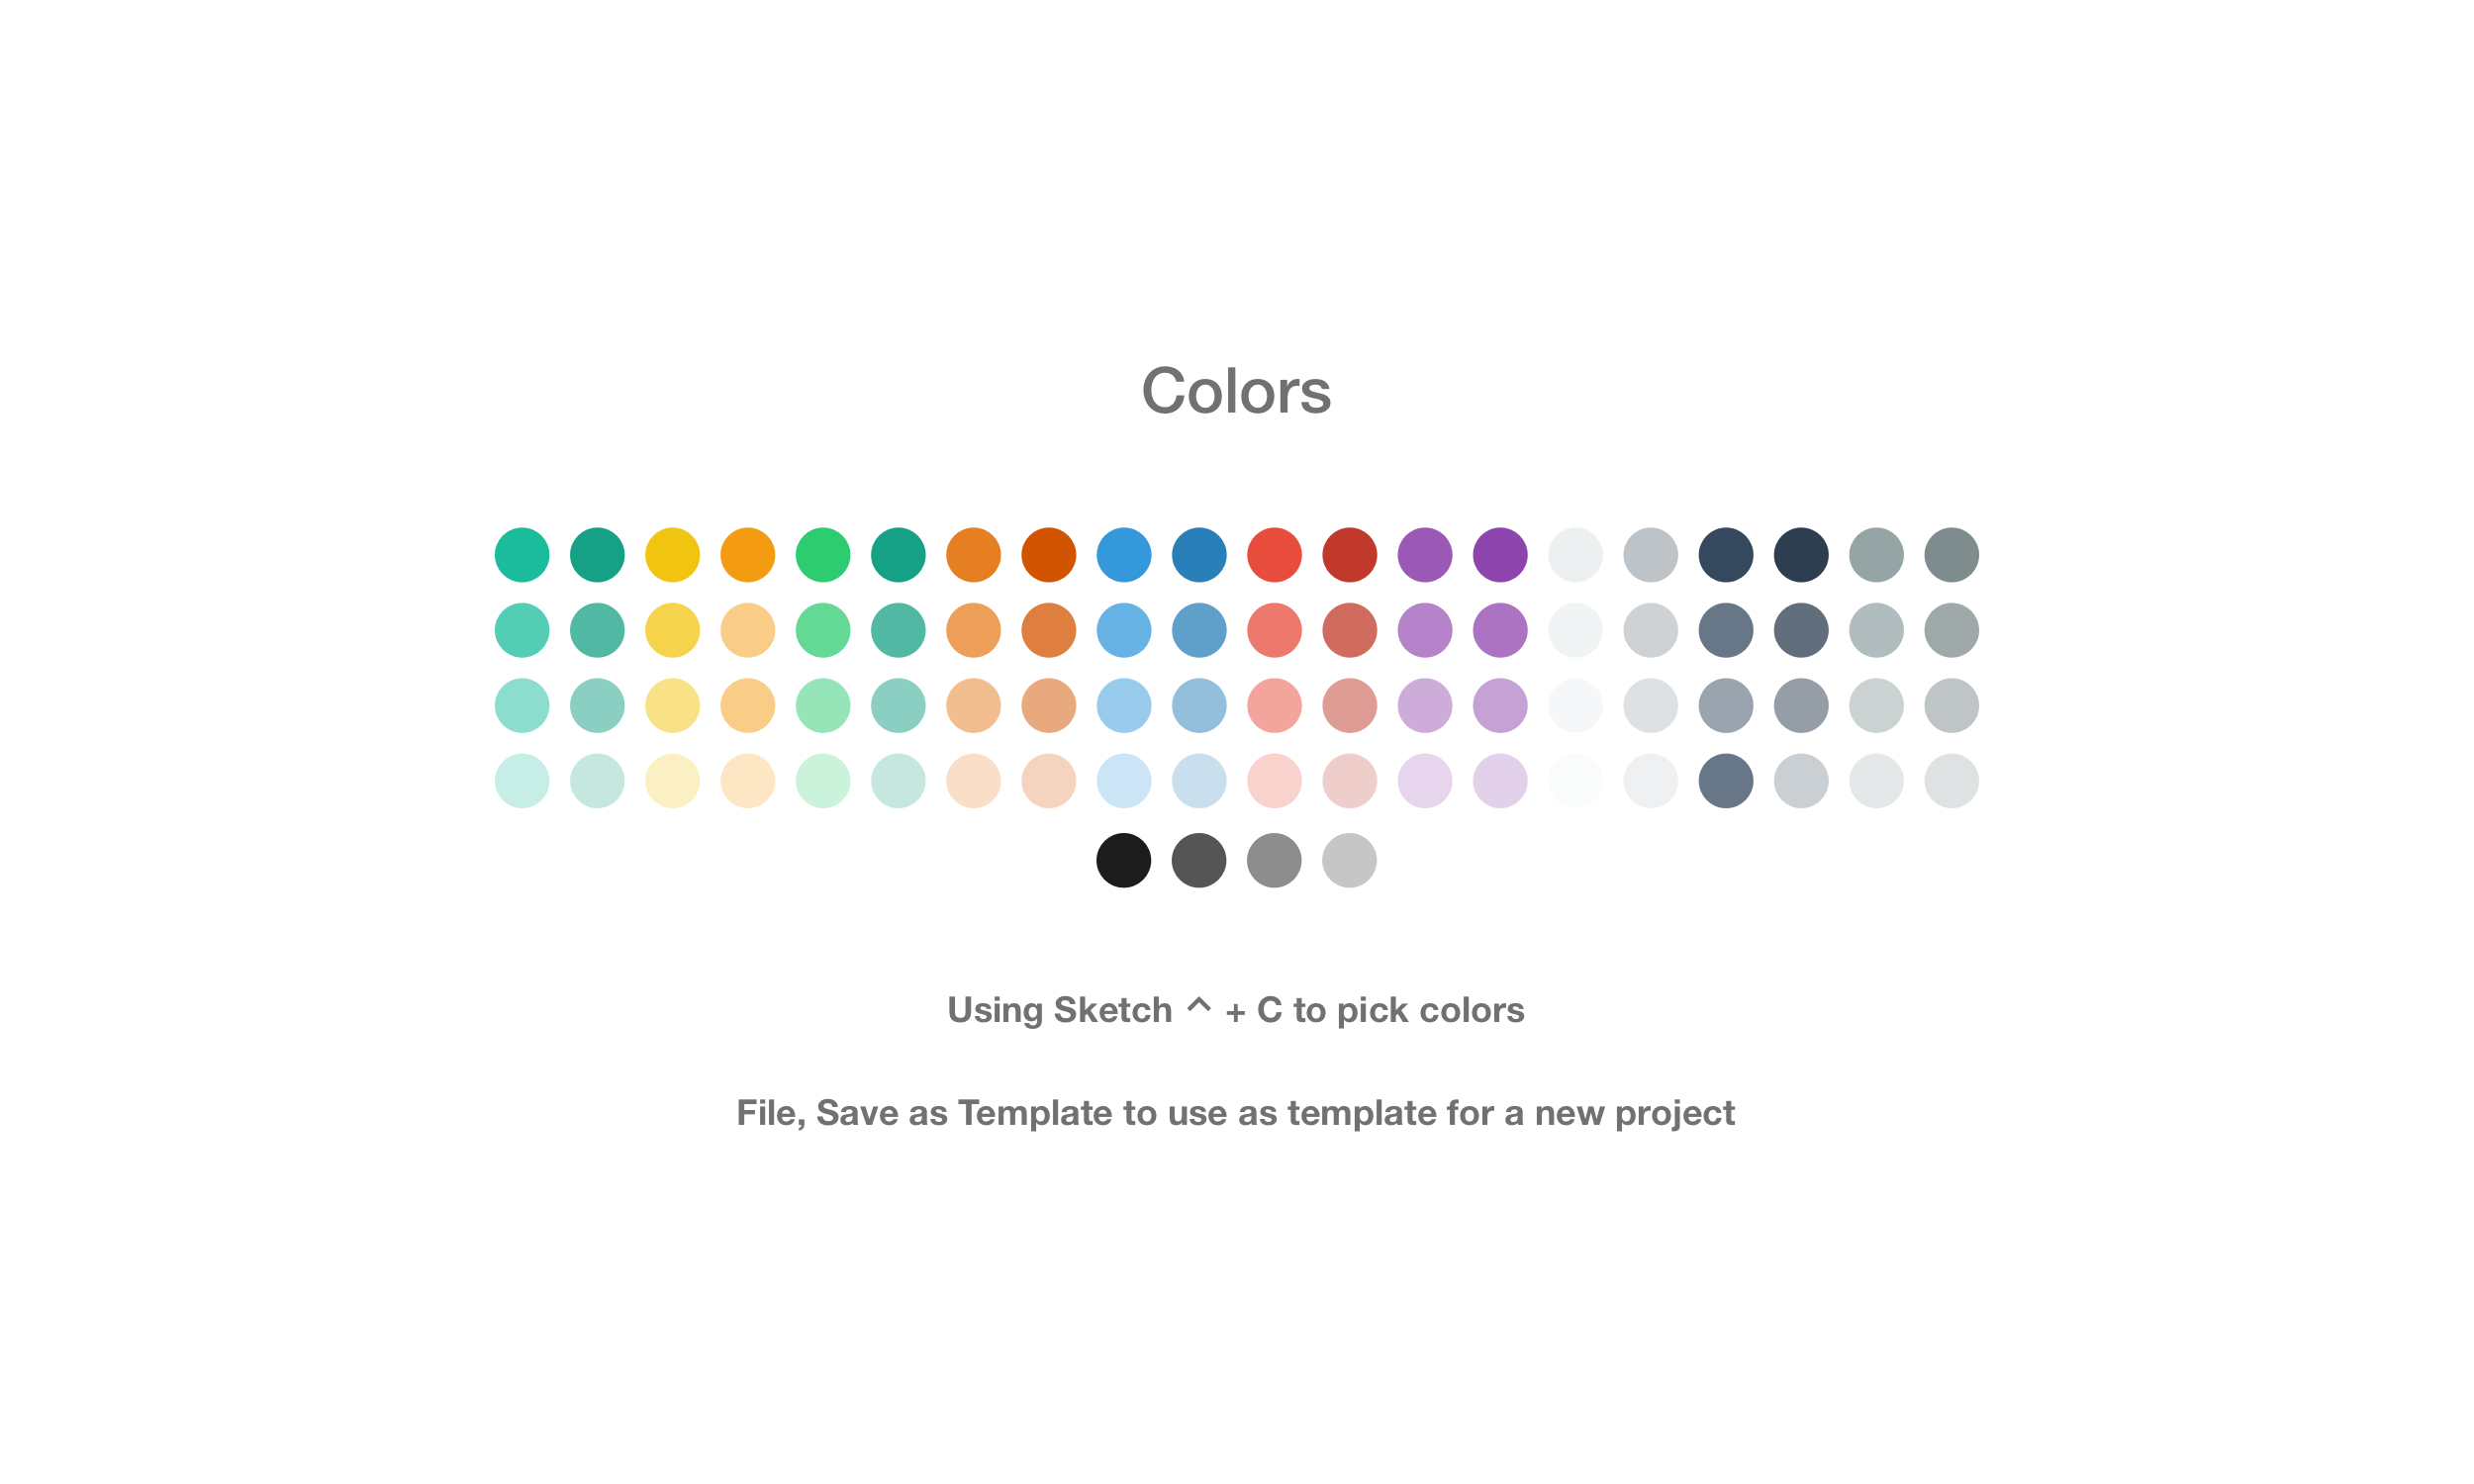 Colors
Using Sketch ^ + C to pick colors
File, Save as Template to use as template for a new project